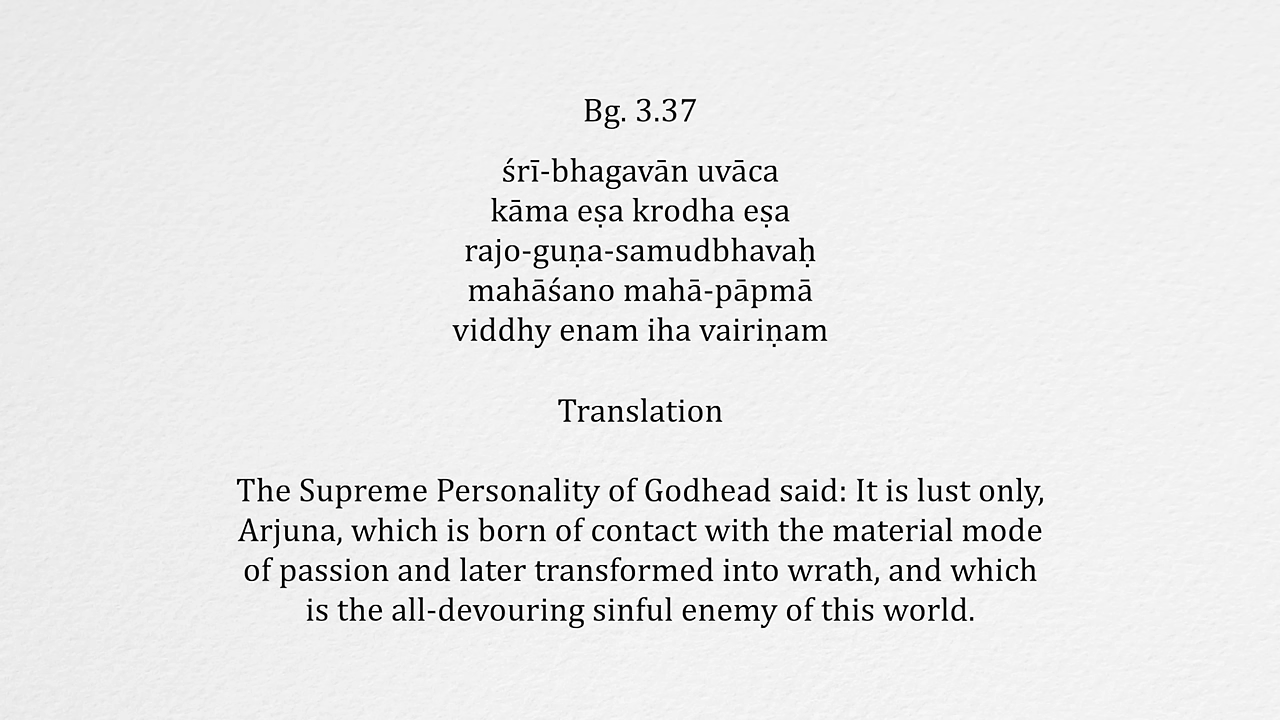 Bg. 3.37
śrī-bhagavān uvāca
kāma eṣa krodha eṣa
rajo-guṇa-samudbhavaḥ
mahāśano mahā-pāpmā
viddhy enam iha vairiṇam
Translation
The Supreme Personality of Godhead said: It is lust only,
Arjuna, which is born of contact with the material mode
of passion and later transformed into wrath, and which
is the all-devouring sinful enemy of this world.